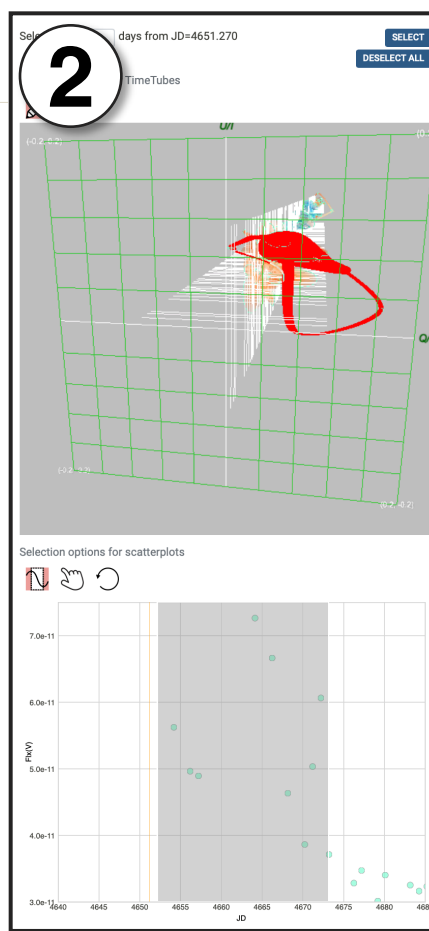 2
days from JD=4651.270
SELECT
DESELECT ALL
TimeTubes
U/I
(-0.2, 0.2)
(-0.2, -0.2)
(0.2, -0.2)
Selection options for scatterplots
7.0e-11
6.0e-11
5.0e-11
4.0e-11
3.0e-11
Flx(V)
4640 4645 4650 4655 4660 4665 4670 4675 4680
JD